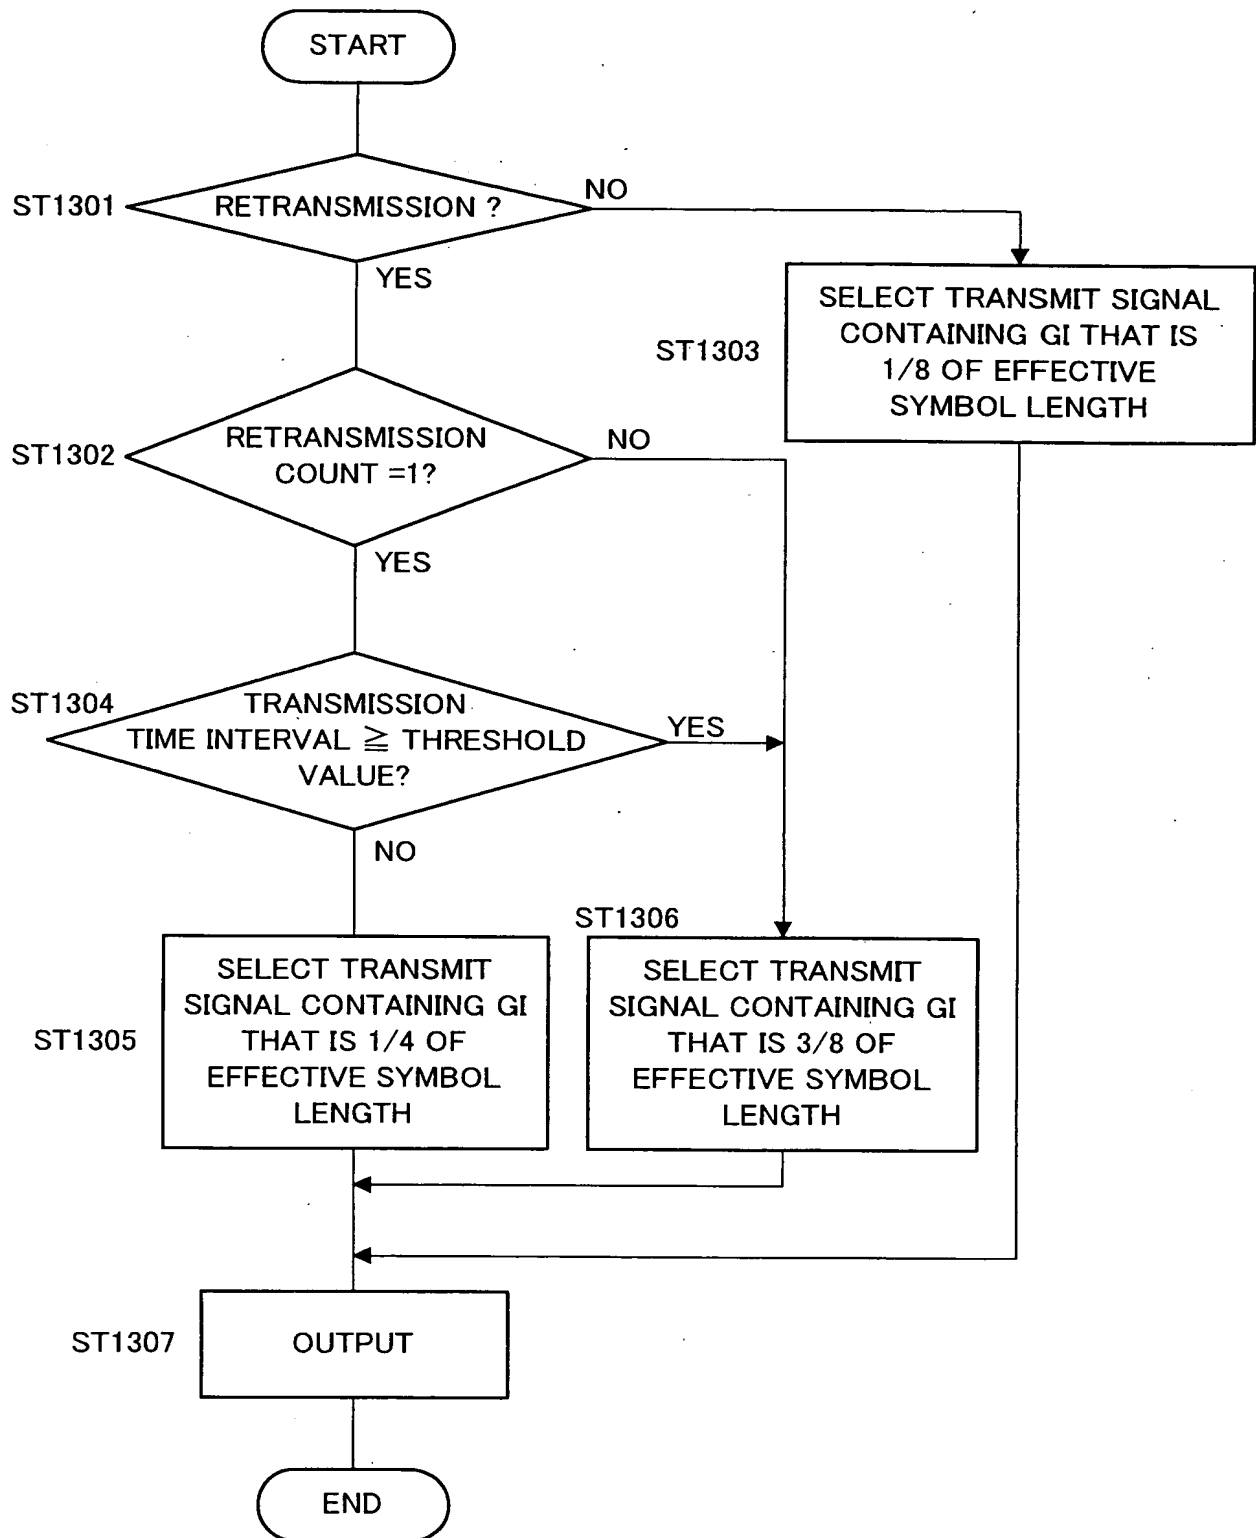 START
ST1301
RETRANSMISSION ?
NO
YES
SELECT TRANSMIT SIGNAL
CONTAINING GI THAT IS
1/8 OF EFFECTIVE
SYMBOL LENGTH
ST1303
ST1302
RETRANSMISSION
COUNT =1?
NO
YES
ST1304
TRANSMISSION
TIME INTERVAL ≧ THRESHOLD
VALUE?
YES
NO
ST1305
SELECT TRANSMIT
SIGNAL CONTAINING GI
THAT IS 1/4 OF
EFFECTIVE SYMBOL
LENGTH
ST1306
SELECT TRANSMIT
SIGNAL CONTAINING GI
THAT IS 3/8 OF
EFFECTIVE SYMBOL
LENGTH
ST1307
OUTPUT
END